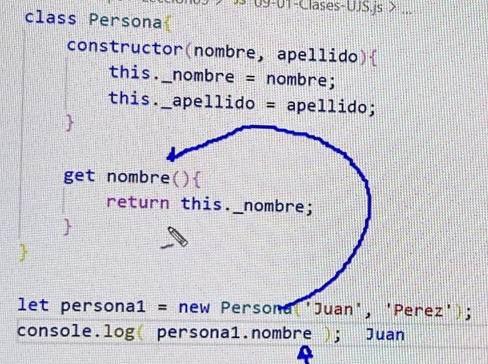 09-01-Clases-UJS.js > ...
class Persona{
constructor(nombre, apellido){
this._nombre = nombre;
this._apellido = apellido;
}
get nombre(){
return this._nombre;
}
}
let persona1 = new Persona('Juan', 'Perez');
console.log( persona1.nombre ); Juan